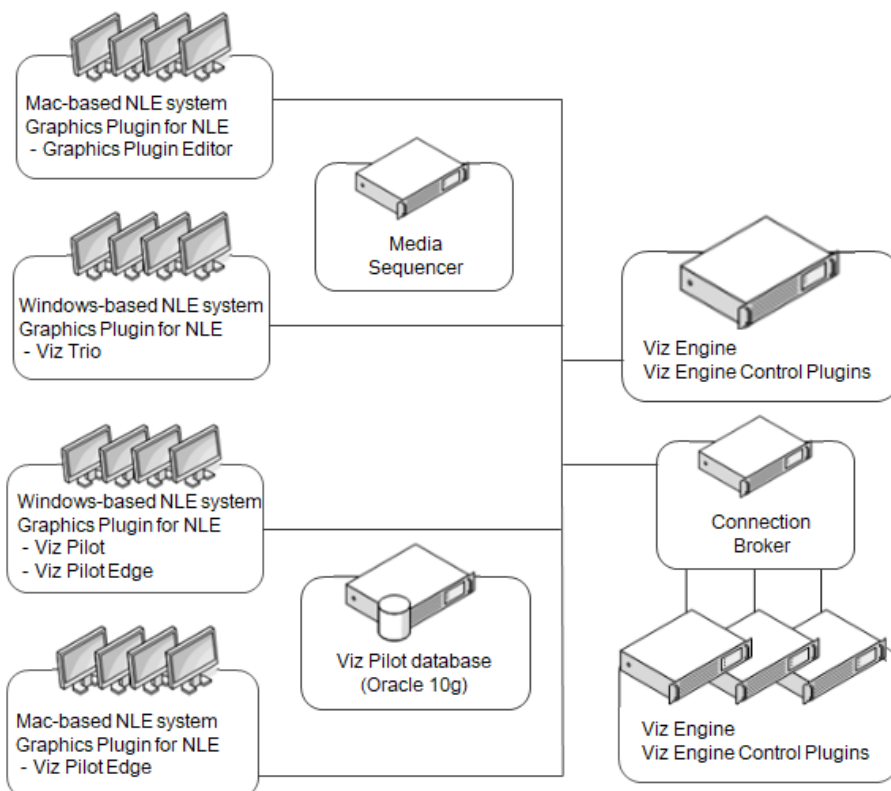 Mac-based NLE system
Graphics Plugin for NLE
- Graphics Plugin Editor
Media
Sequencer
Windows-based NLE system
Graphics Plugin for NLE
- Viz Trio
Viz Engine
Viz Engine Control Plugins
Windows-based NLE system
Graphics Plugin for NLE
- Viz Pilot
- Viz Pilot Edge
Connection
Broker
Viz Pilot database
(Oracle 10g)
Mac-based NLE system
Graphics Plugin for NLE
- Viz Pilot Edge
Viz Engine
Viz Engine Control Plugins